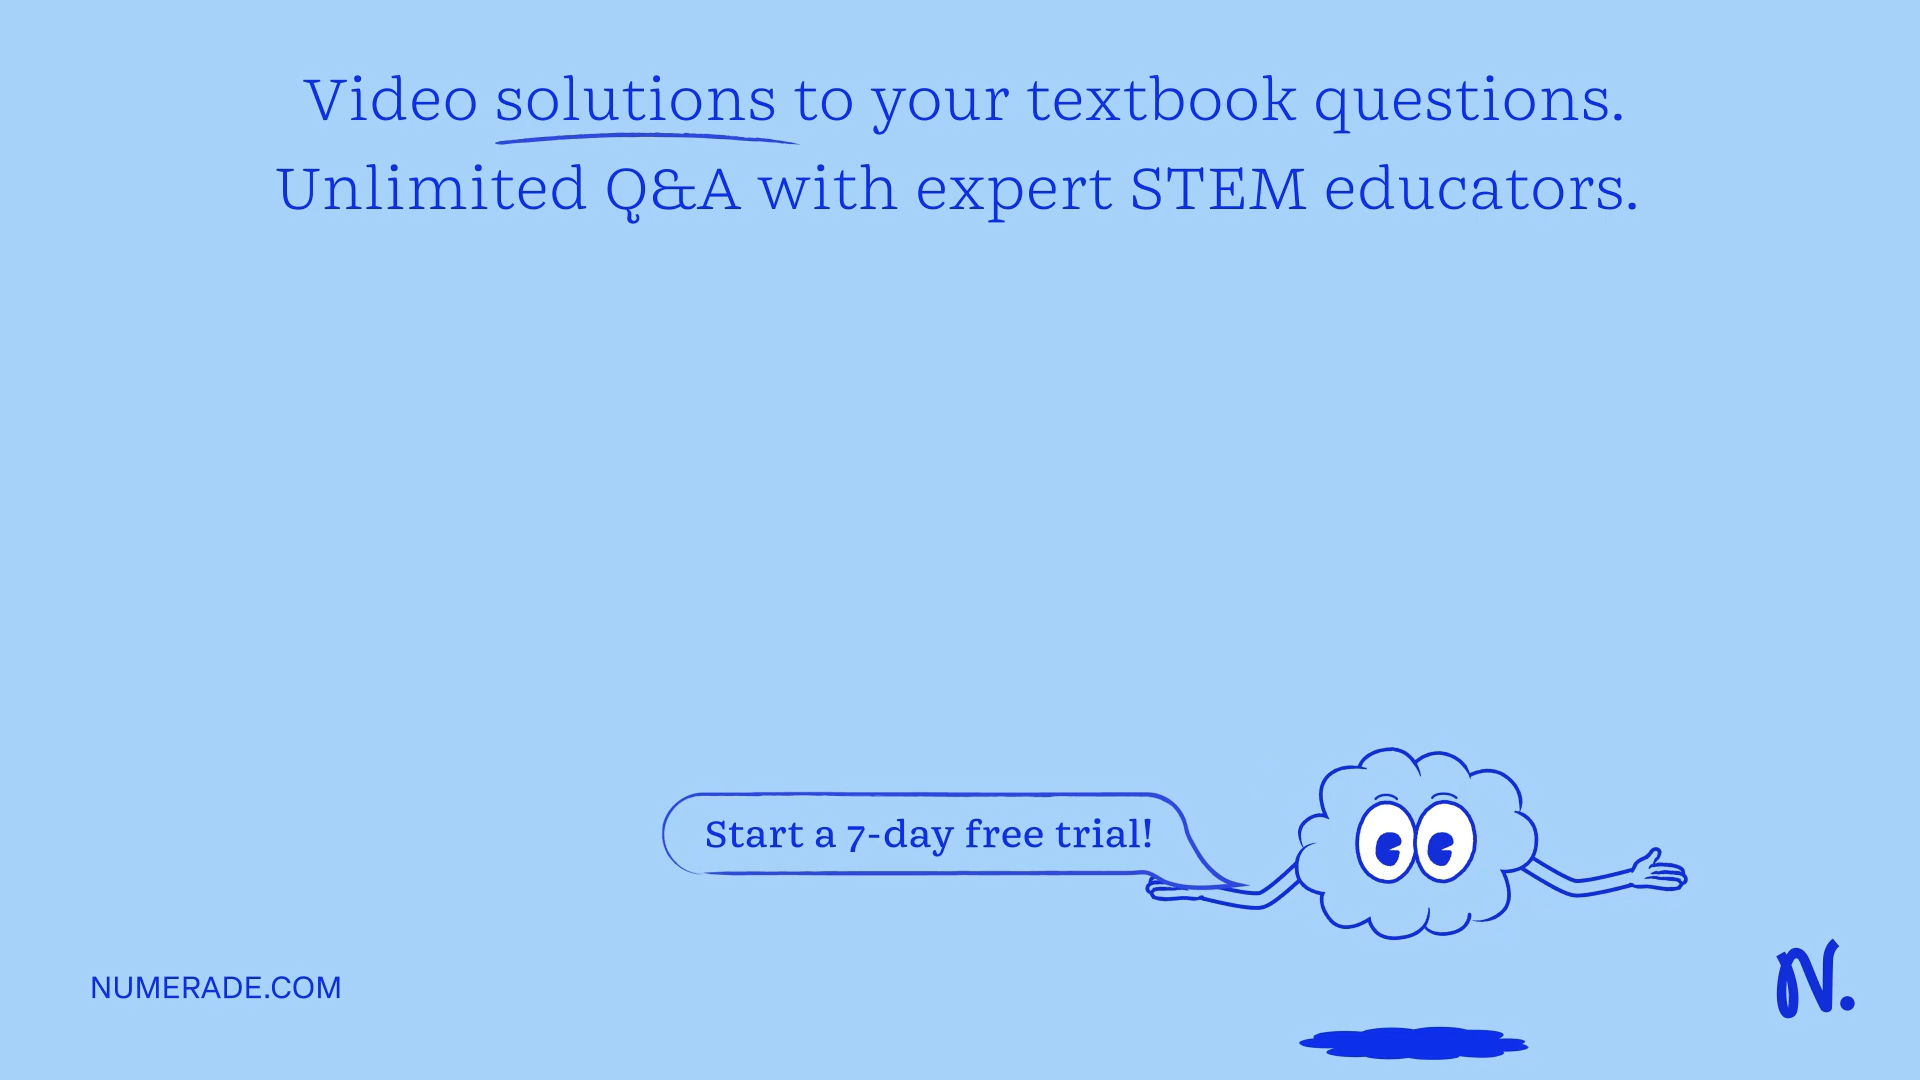 Video solutions to your textbook questions.
Unlimited Q&A with expert STEM educators.
Start a 7-day free trial!
NUMERADE.COM
N.